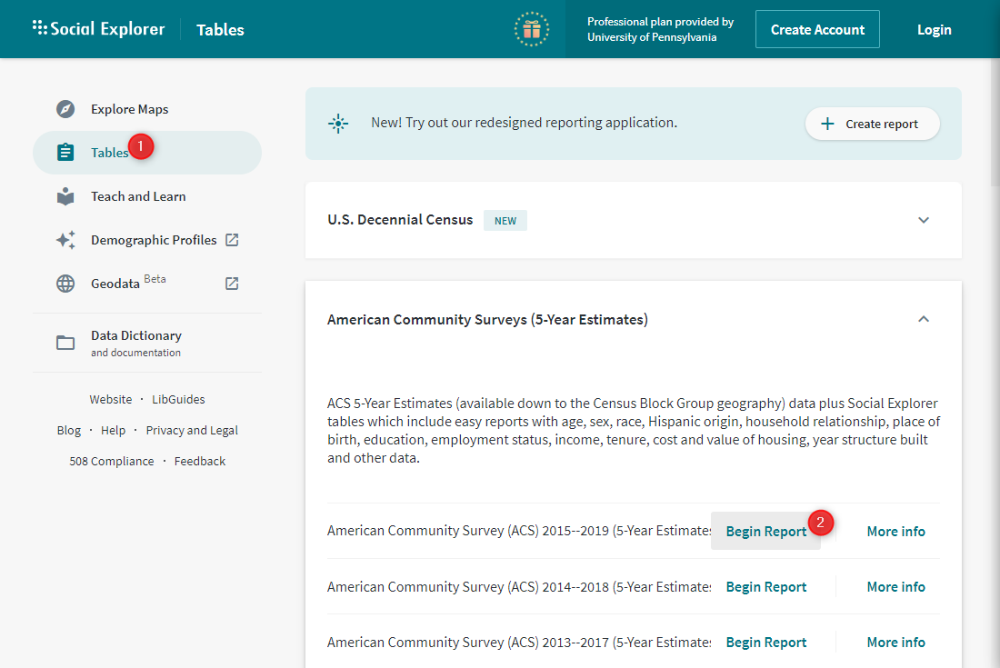 Social Explorer
Tables
Professional plan provided by
University of Pennsylvania
Create Account
Login
Explore Maps
Tables
1
Teach and Learn
Demographic Profiles
Geodata Beta
Data Dictionary
and documentation
Website · LibGuides
Blog · Help · Privacy and Legal
508 Compliance · Feedback
New! Try out our redesigned reporting application.
Create report
U.S. Decennial Census NEW
American Community Surveys (5-Year Estimates)
ACS 5-Year Estimates (available down to the Census Block Group geography) data plus Social Explorer
tables which include easy reports with age, sex, race, Hispanic origin, household relationship, place of
birth, education, employment status, income, tenure, cost and value of housing, year structure built
and other data.
American Community Survey (ACS) 2015--2019 (5-Year Estimates Begin Report 2 More info
American Community Survey (ACS) 2014--2018 (5-Year Estimates Begin Report More info
American Community Survey (ACS) 2013--2017 (5-Year Estimates Begin Report More info